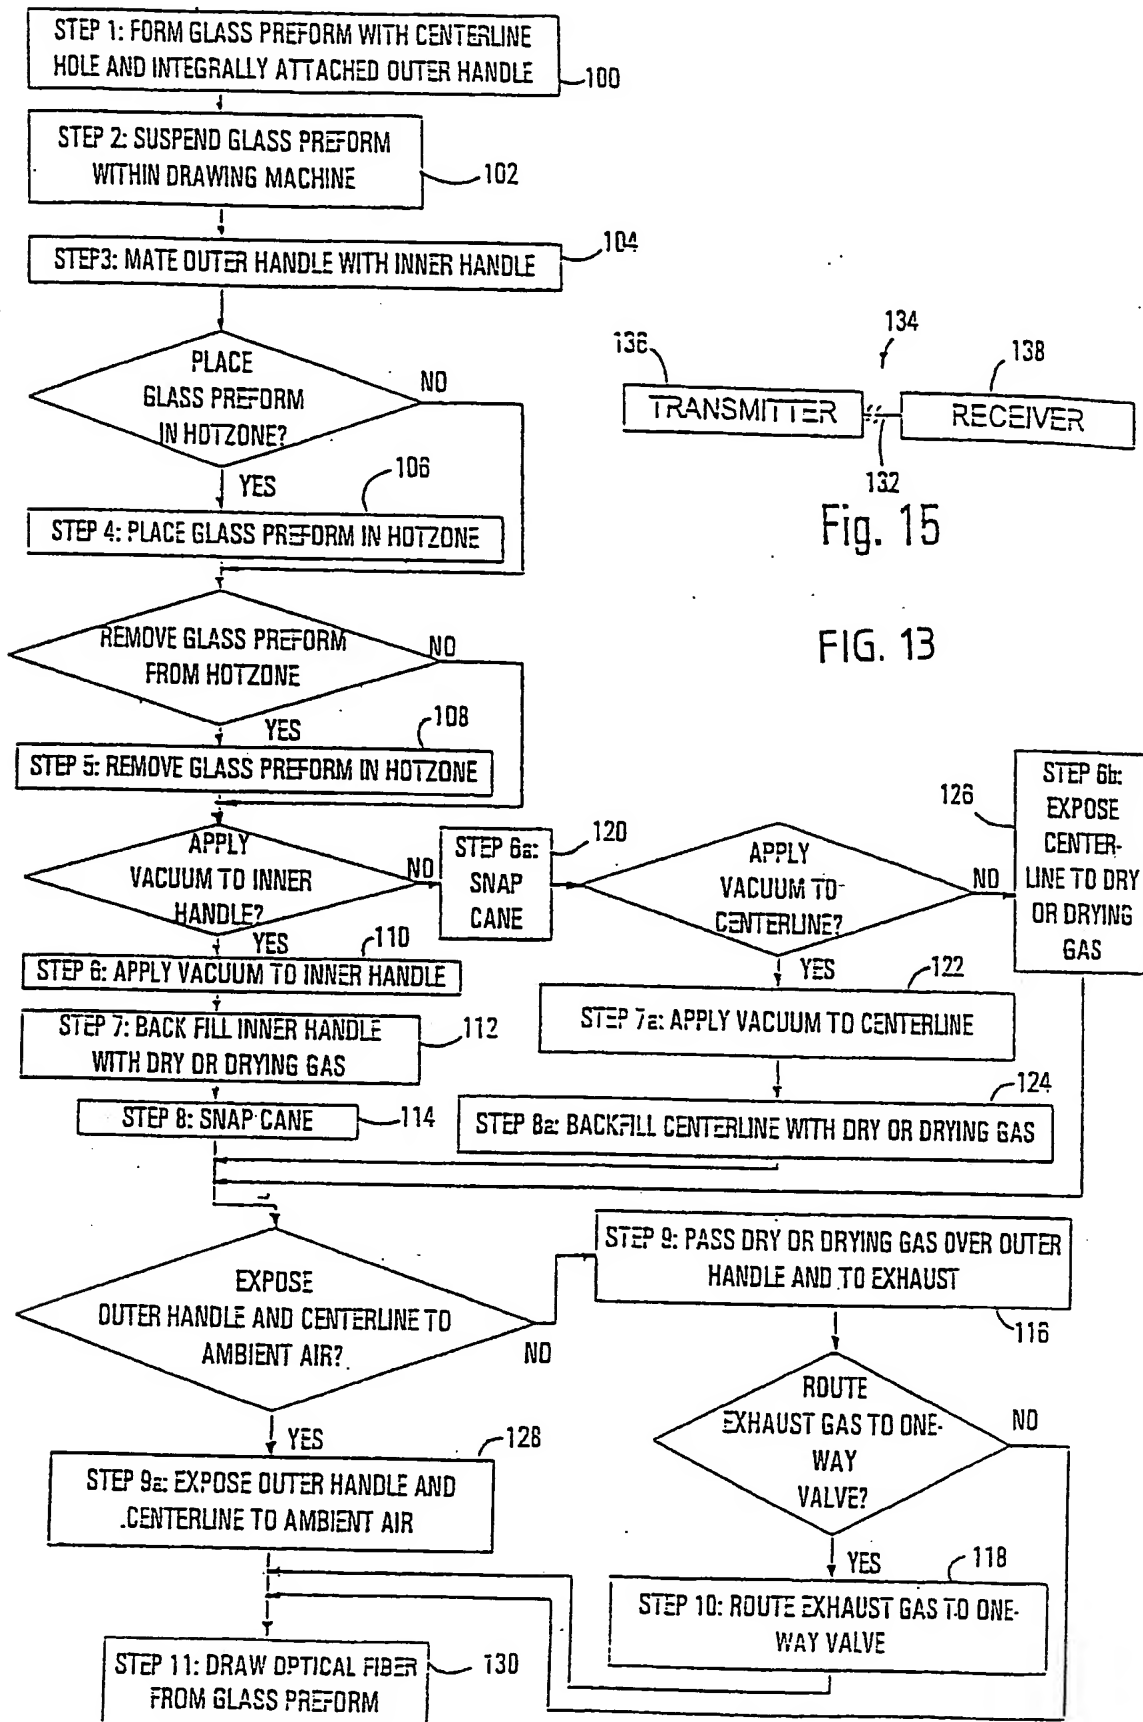 STEP 1: FORM GLASS PREFORM WITH CENTERLINE
HOLE AND INTEGRALLY ATTACHED OUTER HANDLE
100
STEP 2: SUSPEND GLASS PREFORM
WITHIN DRAWING MACHINE
102
STEP3: MATE OUTER HANDLE WITH INNER HANDLE
104
PLACE
GLASS PREFORM
IN HOTZONE?
NO
YES
106
STEP 4: PLACE GLASS PREFORM IN HOTZONE
136
134
138
TRANSMITTER
RECEIVER
132
Fig. 15
FIG. 13
REMOVE GLASS PREFORM
FROM HOTZONE
NO
YES
108
STEP 5: REMOVE GLASS PREFORM IN HOTZONE
APPLY
VACUUM TO INNER
HANDLE?
NO
YES
STEP 6a:
SNAP
CANE
120
APPLY
VACUUM TO
CENTERLINE?
NO
YES
126
STEP 6b:
EXPOSE
CENTER-
LINE TO DRY
OR DRYING
GAS
110
STEP 6: APPLY VACUUM TO INNER HANDLE
STEP 7: BACK FILL INNER HANDLE
WITH DRY OR DRYING GAS
112
STEP 8: SNAP CANE
114
122
STEP 7a: APPLY VACUUM TO CENTERLINE
124
STEP 8a: BACKFILL CENTERLINE WITH DRY OR DRYING GAS
EXPOSE
OUTER HANDLE AND CENTERLINE TO
AMBIENT AIR?
NO
YES
STEP 9: PASS DRY OR DRYING GAS OVER OUTER
HANDLE AND TO EXHAUST
116
ROUTE
EXHAUST GAS TO ONE-
WAY
VALVE?
NO
YES
128
STEP 9a: EXPOSE OUTER HANDLE AND
CENTERLINE TO AMBIENT AIR
118
STEP 10: ROUTE EXHAUST GAS TO ONE-
WAY VALVE
STEP 11: DRAW OPTICAL FIBER
FROM GLASS PREFORM
130